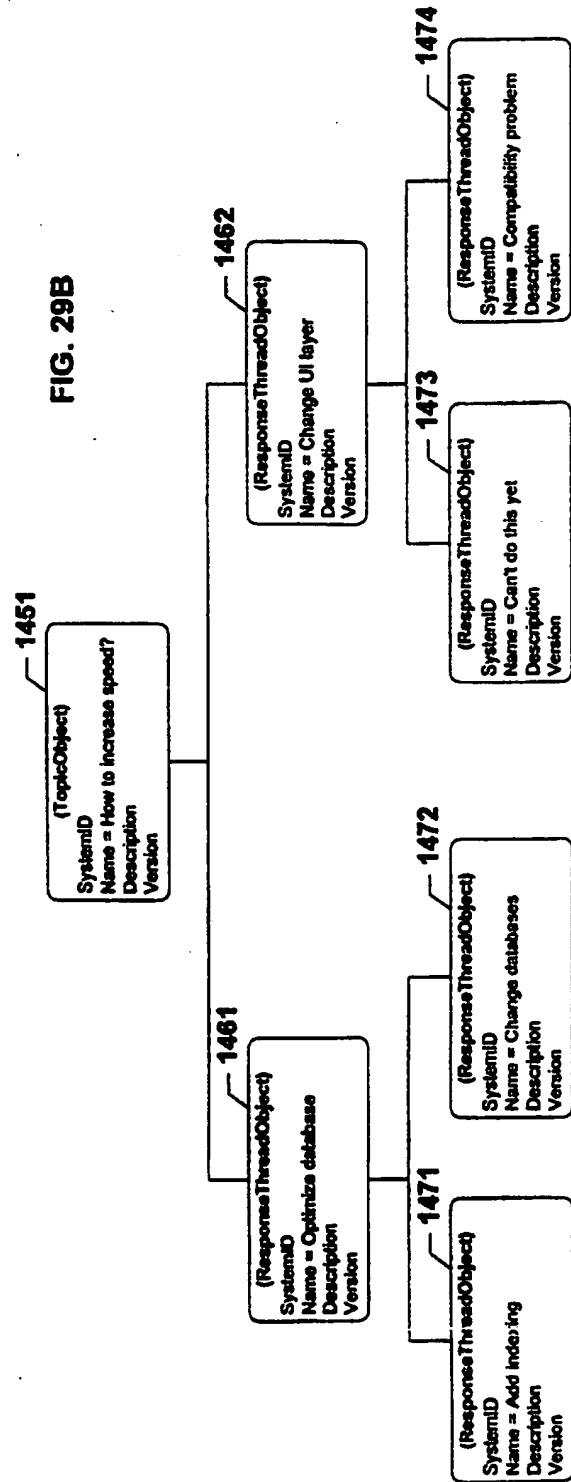 FIG. 29B
1451
(TopicObject)
SystemID
Name = How to increase speed?
Description
Version
1461
(ResponseThreadObject)
SystemID
Name = Optimize database
Description
Version
1462
(ResponseThreadObject)
SystemID
Name = Change UI layer
Description
Version
1471
(ResponseThreadObject)
SystemID
Name = Add indexing
Description
Version
1472
(ResponseThreadObject)
SystemID
Name = Change databases
Description
Version
1473
(ResponseThreadObject)
SystemID
Name = Can't do this yet
Description
Version
1474
(ResponseThreadObject)
SystemID
Name = Compatibility problem
Description
Version